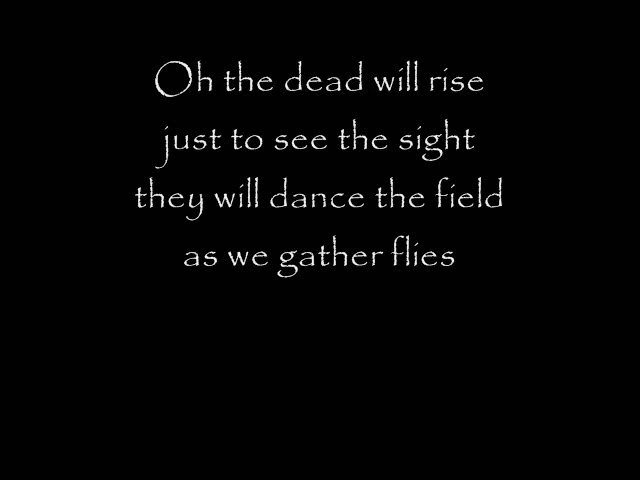 Oh the dead will rise
just to see the sight
they will dance the field
as we gather flies